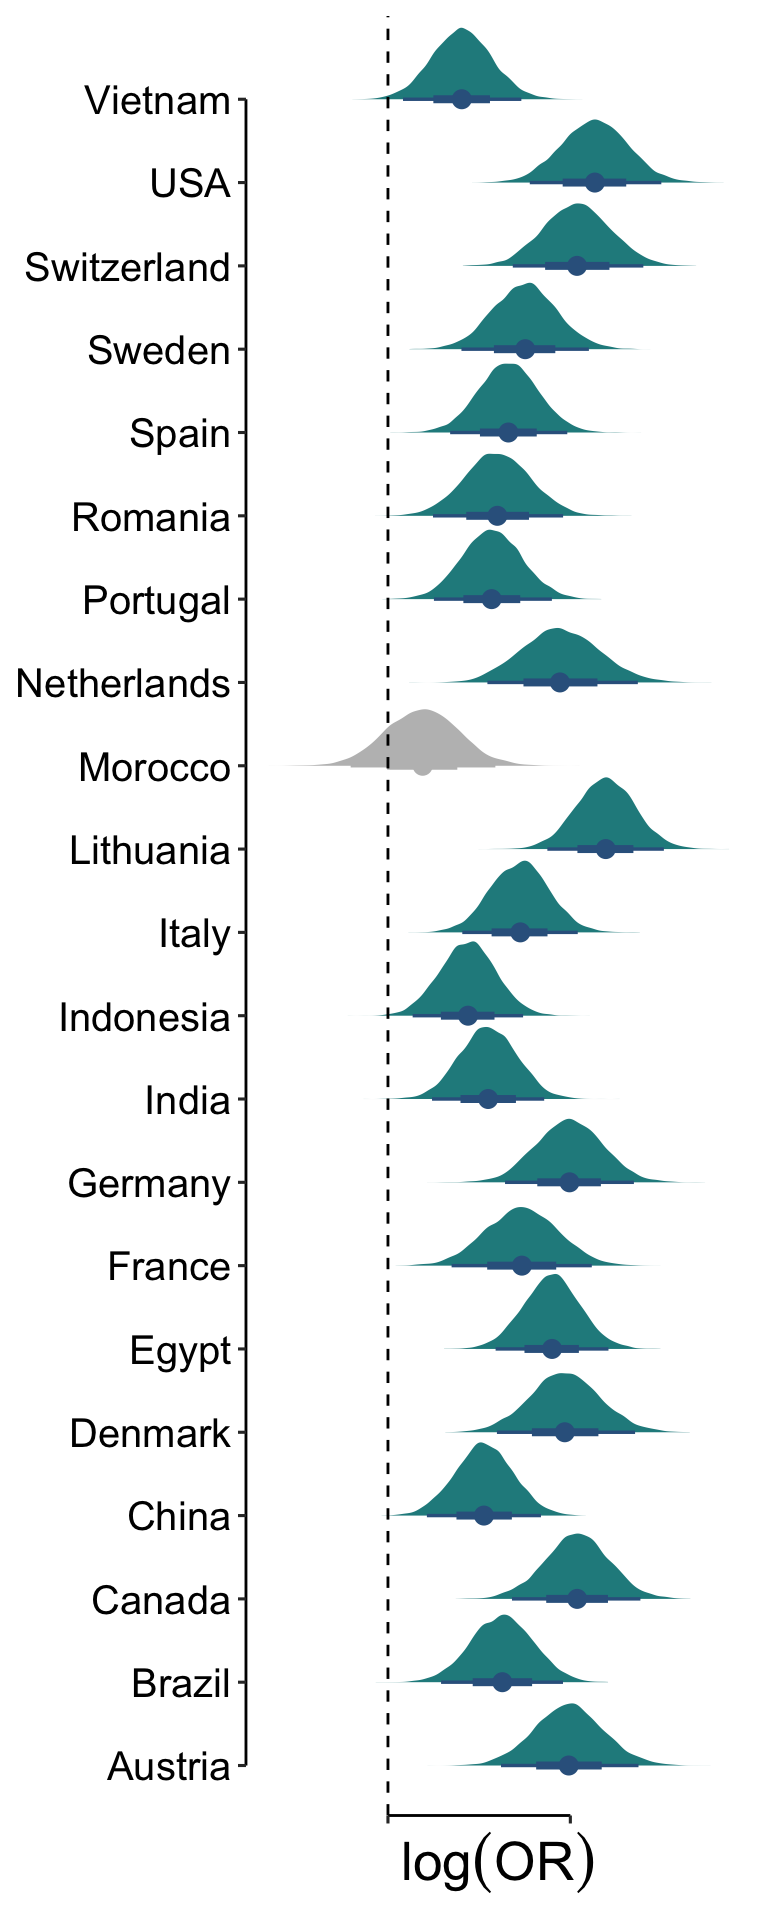 Vietnam
USA
Switzerland
Sweden
Spain
Romania
Portugal
Netherlands
Morocco
Lithuania
Italy
Indonesia
India
Germany
France
Egypt
Denmark
China
Canada
Brazil
Austria
log(OR)